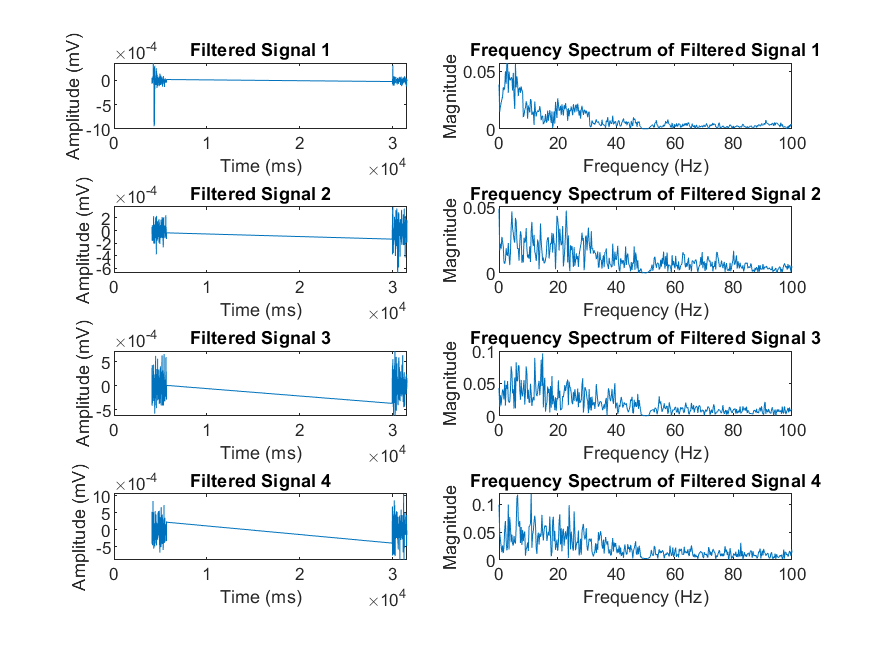 Filtered Signal 1
×10-4
Amplitude (mV)
0
-5
-10
0 1 2 3
Time (ms)
×104
Frequency Spectrum of Filtered Signal 1
Magnitude
0.05
0
0 20 40 60 80 100
Frequency (Hz)
Filtered Signal 2
×10-4
Amplitude (mV)
2
0
-2
-4
-6
0 1 2 3
Time (ms)
×104
Frequency Spectrum of Filtered Signal 2
Magnitude
0.05
0
0 20 40 60 80 100
Frequency (Hz)
Filtered Signal 3
×10-4
Amplitude (mV)
5
0
-5
0 1 2 3
Time (ms)
×104
Frequency Spectrum of Filtered Signal 3
Magnitude
0.1
0.05
0
0 20 40 60 80 100
Frequency (Hz)
Filtered Signal 4
×10-4
Amplitude (mV)
10
5
0
-5
0 1 2 3
Time (ms)
×104
Frequency Spectrum of Filtered Signal 4
Magnitude
0.1
0.05
0
0 20 40 60 80 100
Frequency (Hz)